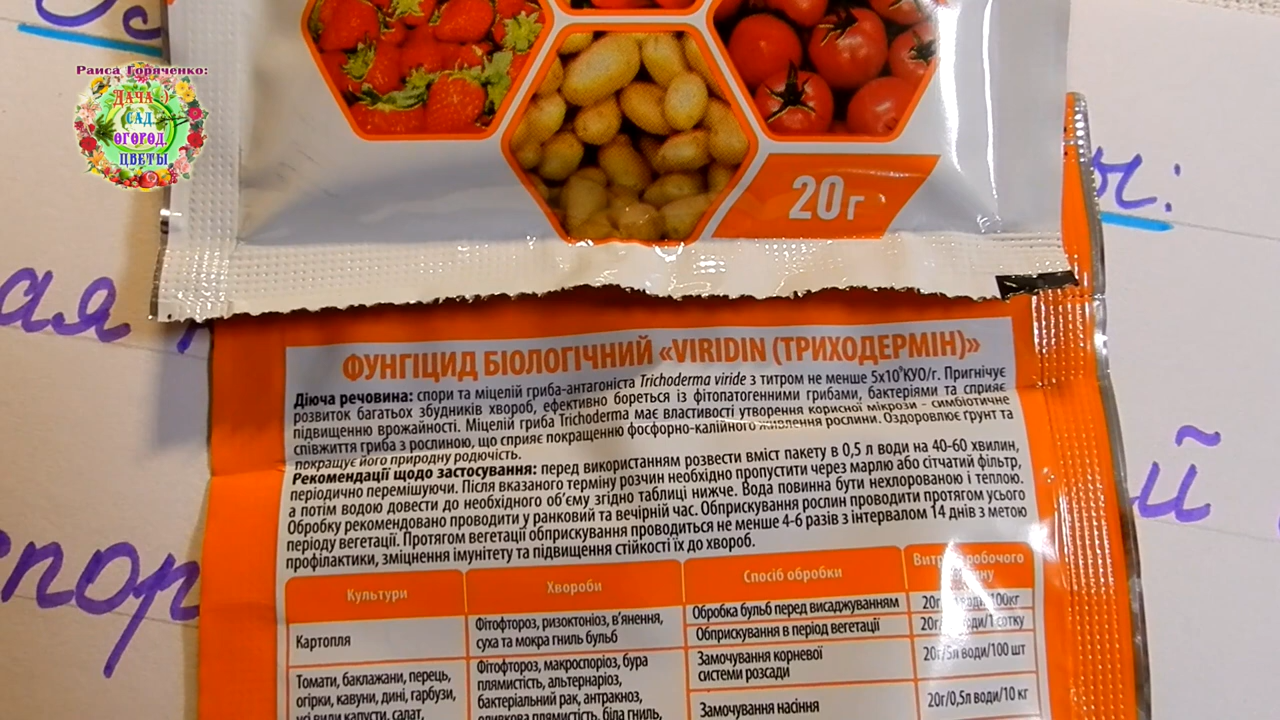 Раиса Горяченко:
Дача :)
САД,
ОГОРОД,
ЦВЕТЫ
20г
ы:
ая
й
спор
ФУНГІЦИД БІОЛОГІЧНИЙ «VIRIDIN (ТРИХОДЕРМІН)»
Діюча речовина: спори та міцелій гриба-антагоніста Trichoderma viride з титром не менше 5х10⁹КУО/г. Пригнічує
розвиток багатьох збудників хвороб, ефективно бореться із фітопатогенними грибами, бактеріями та сприяє
підвищенню врожайності. Міцелій гриба Trichoderma має властивості утворення корисної мікрози - симбіотичне
співжиття гриба з рослиною, що сприяє покращенню фосфорно-калійного живлення рослини. Оздоровлює ґрунт та
покращує його природну родючість.
Рекомендації щодо застосування: перед використанням розвести вміст пакету в 0,5 л води на 40-60 хвилин,
періодично перемішуючи. Після вказаного терміну розчин необхідно пропустити через марлю або сітчатий фільтр,
а потім водою довести до необхідного об'єму згідно таблиці нижче. Вода повинна бути нехлорованою і теплою.
Обробку рекомендовано проводити у ранковий та вечірній час. Обприскування рослин проводити протягом усього
періоду вегетації. Протягом вегетації обприскування проводиться не менше 4-6 разів з інтервалом 14 днів з метою
профілактики, зміцнення імунітету та підвищення стійкості їх до хвороб.
Культури Хвороби Спосіб обробки робочого
Картопля
Фітофтороз, ризоктоніоз, в'янення,
суха та мокра гниль бульб
Обробка бульб перед висаджуванням 20г води/100кг
Обприскування в період вегетації 20г води/1 сотку
Томати, баклажани, перець,
огірки, кавуни, дині, гарбузи,
усі види капусти, салат,
Фітофтороз, макроспоріоз, бура
плямистість, альтернаріоз,
бактеріальний рак, антракноз,
оливкова плямистість, біла гниль,
Замочування корневої
системи розсади
20г/5л води/100 шт
Замочування насіння 20г/0,5л води/10 кг